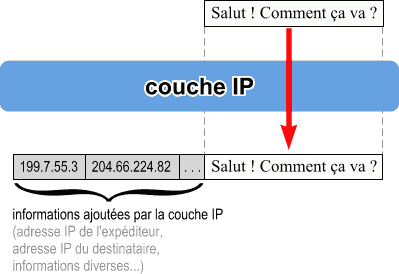 Salut ! Comment ça va ?
couche IP
199.7.55.3 204.66.224.82 ... Salut ! Comment ça va ?
informations ajoutées par la couche IP
(adresse IP de l'expéditeur,
adresse IP du destinataire,
informations diverses...)